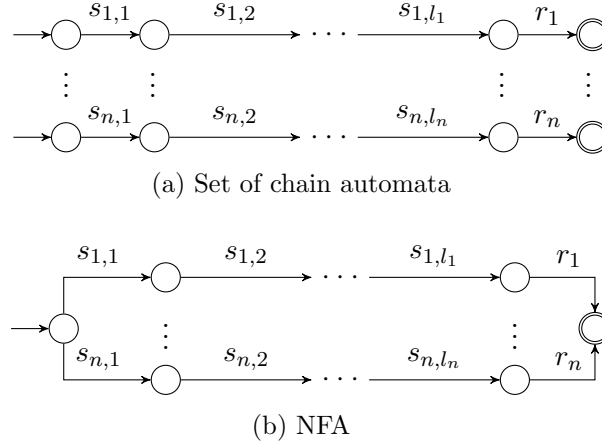 s1,1 s1,2 · · · s1,l1 r1
sn,1 sn,2 · · · sn,ln rn
(a) Set of chain automata
s1,1 s1,2 · · · s1,l1 r1
sn,1 sn,2 · · · sn,ln rn
(b) NFA